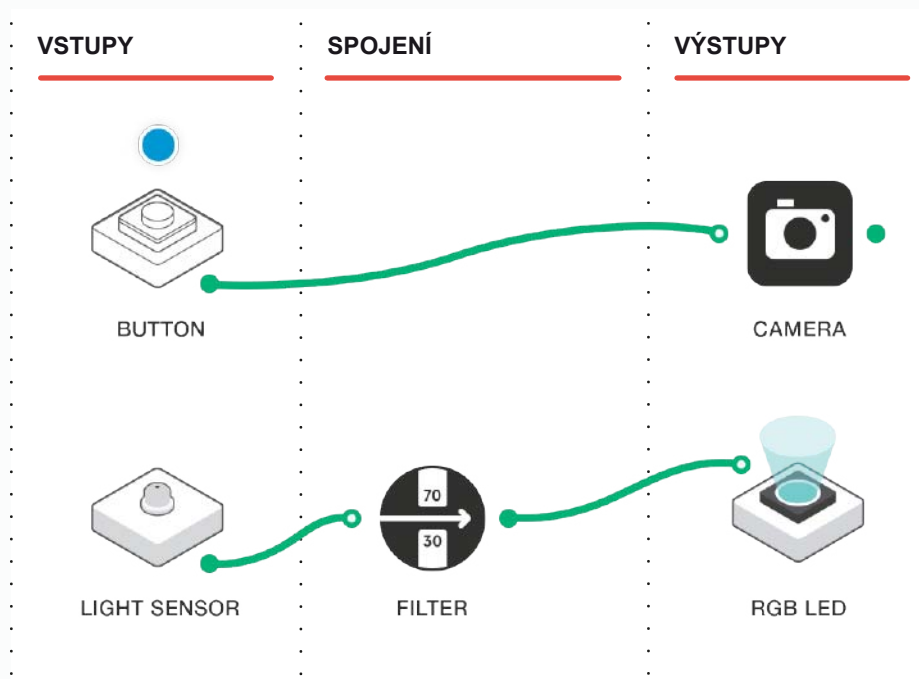 VSTUPY
SPOJENÍ
VÝSTUPY
BUTTON
CAMERA
70
30
LIGHT SENSOR
FILTER
RGB LED